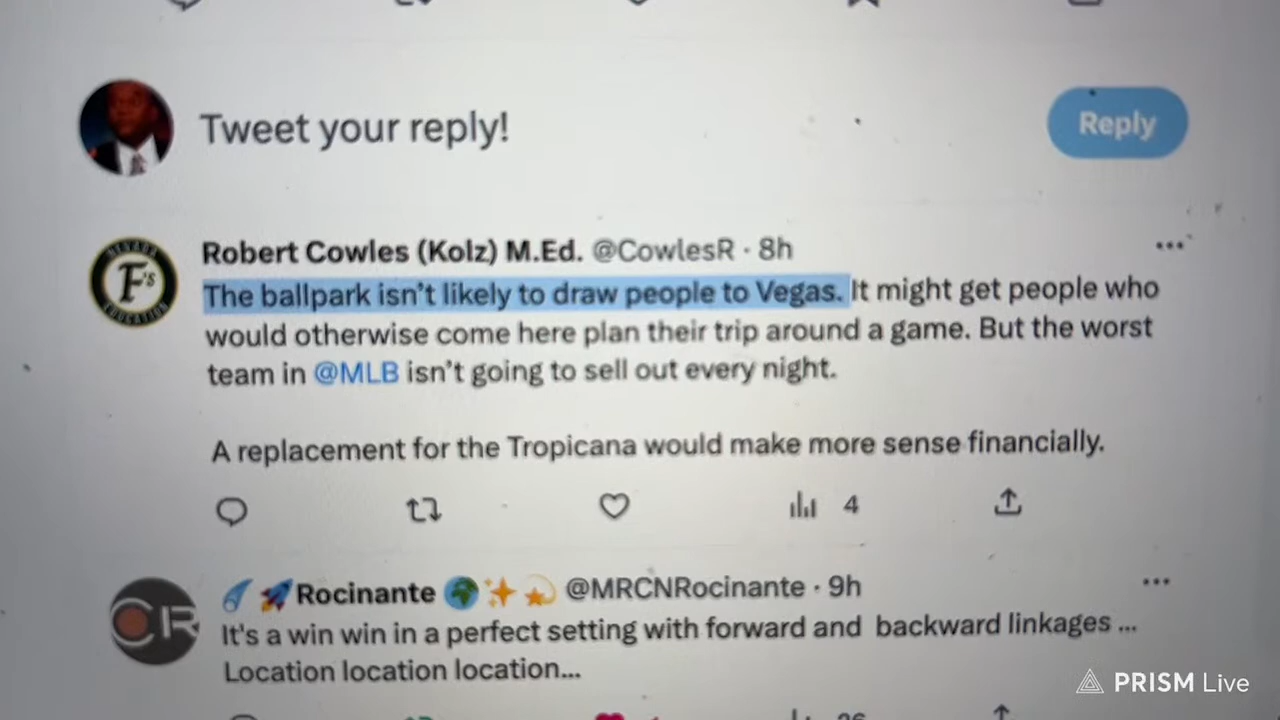 Tweet your reply!
Reply
Robert Cowles (Kolz) M.Ed. @CowlesR · 8h
The ballpark isn't likely to draw people to Vegas. It might get people who
would otherwise come here plan their trip around a game. But the worst
team in @MLB isn't going to sell out every night.
A replacement for the Tropicana would make more sense financially.
4
NEVADA
F's
EDUCATION
Rocinante @MRCNRocinante · 9h
It's a win win in a perfect setting with forward and backward linkages ...
Location location location...
CR
PRISM Live